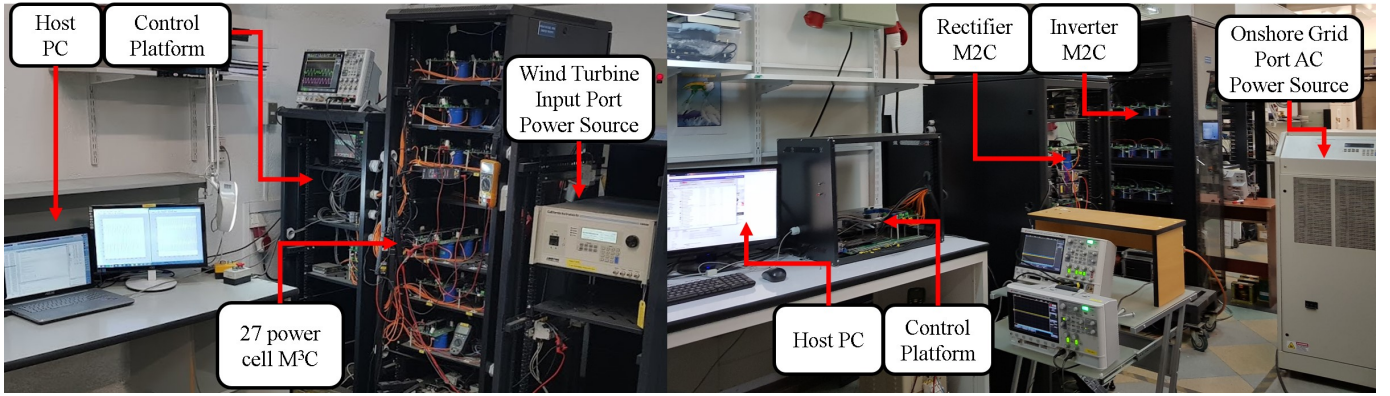 Host
PC
Control
Platform
Wind Turbine
Input Port
Power Source
27 power
cell M³C
Rectifier
M2C
Inverter
M2C
Onshore Grid
Port AC
Power Source
Host PC
Control
Platform